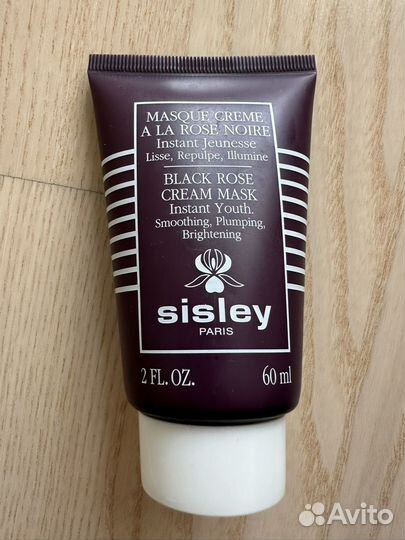 MASQUE CRÈME
A LA ROSE NOIRE
Instant Jeunesse
Lisse, Repulpe, Illumine
BLACK ROSE
CREAM MASK
Instant Youth.
Smoothing, Plumping,
Brightening
sisley
PARIS
2 FL. OZ. 60 ml
Avito